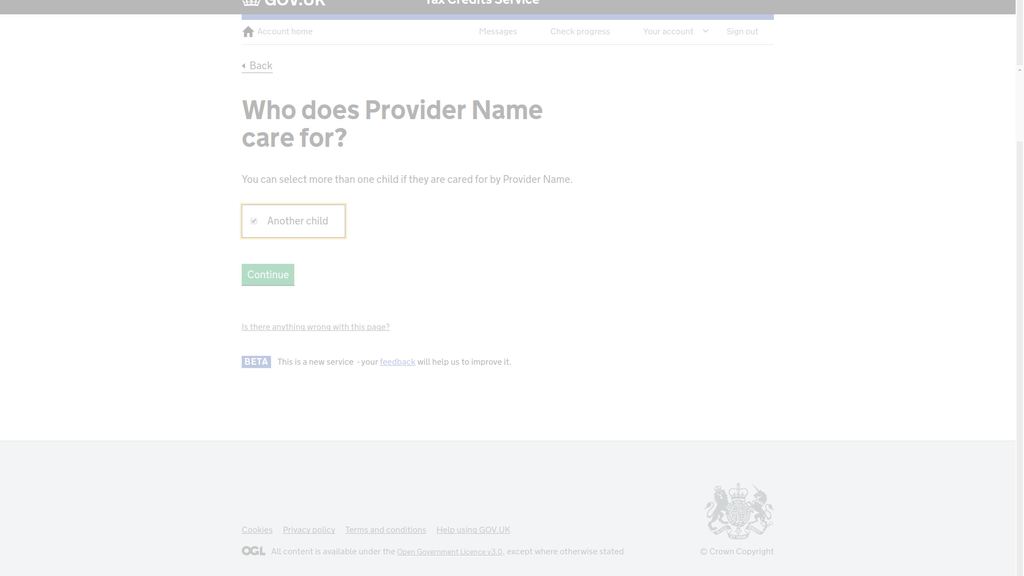 GOV.UK Tax Credits Service
Account home Messages Check progress Your account Sign out
Back
Who does Provider Name
care for?
You can select more than one child if they are cared for by Provider Name.
Another child
Continue
Is there anything wrong with this page?
BETA This is a new service - your feedback will help us to improve it.
Cookies Privacy policy Terms and conditions Help using GOV.UK
OGL All content is available under the Open Government Licence v3.0, except where otherwise stated
© Crown Copyright